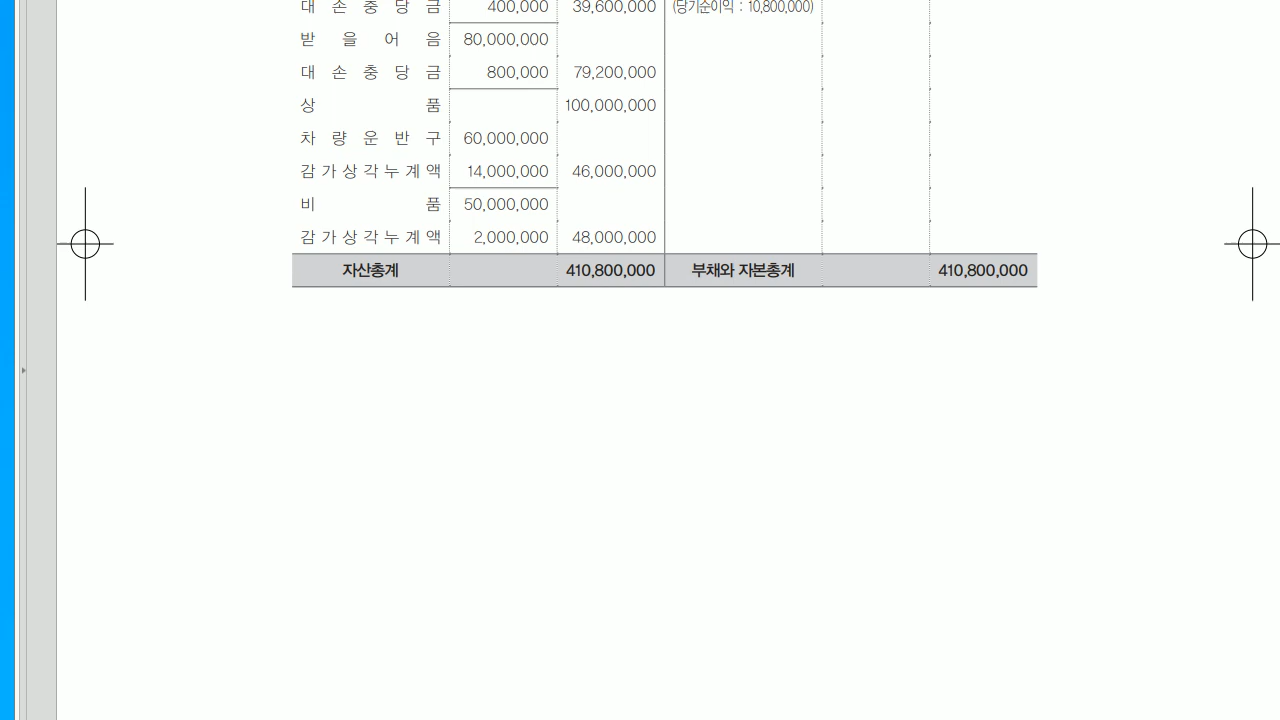 대손충당금 400,000 39,600,000 (당기순이익 : 10,800,000)
받을어음 80,000,000
대손충당금 800,000 79,200,000
상품 100,000,000
차량운반구 60,000,000
감가상각누계액 14,000,000 46,000,000
비품 50,000,000
감가상각누계액 2,000,000 48,000,000
자산총계 410,800,000 부채와 자본총계 410,800,000